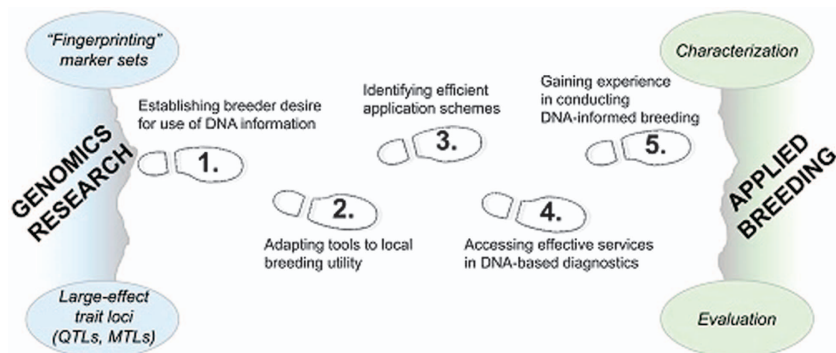 "Fingerprinting"
marker sets
GENOMICS
RESEARCH
Large-effect
trait loci
(QTLs, MTLs)
Establishing breeder desire
for use of DNA information
1.
2.
Adapting tools to local
breeding utility
Identifying efficient
application schemes
3.
4.
Accessing effective services
in DNA-based diagnostics
Gaining experience
in conducting
DNA-informed breeding
5.
Characterization
APPLIED
BREEDING
Evaluation